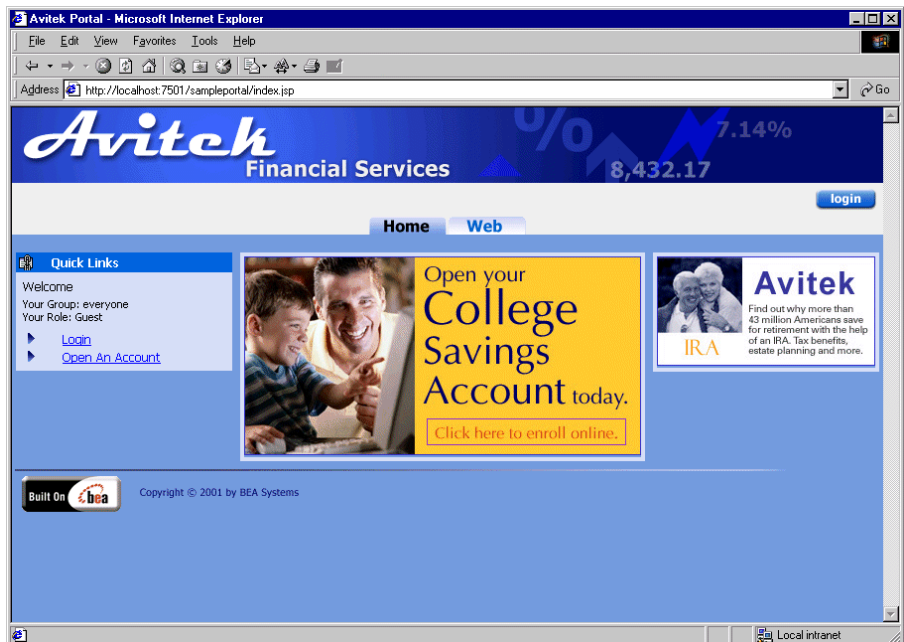 Avitek Portal - Microsoft Internet Explorer
File Edit View Favorites Tools Help
Address http://localhost:7501/sampleportal/index.jsp Go
Avitek
Financial Services
%
7.14%
8,432.17
login
Home Web
Quick Links
Welcome
Your Group: everyone
Your Role: Guest
Login
Open An Account
Open your
College
Savings
Account today.
Click here to enroll online.
IRA
Avitek
Find out why more than
43 million Americans save
for retirement with the help
of an IRA. Tax benefits,
estate planning and more.
Built On bea
Copyright © 2001 by BEA Systems
Local intranet